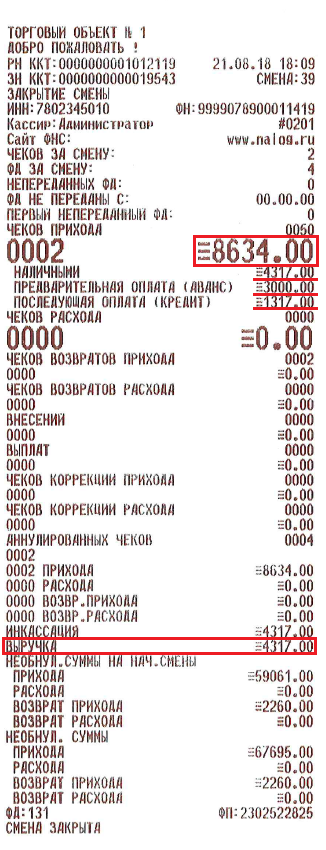 ТОРГОВЫЙ ОБЪЕКТ № 1
ДОБРО ПОЖАЛОВАТЬ !
РН ККТ:0000000001012119 21.08.18 18:09
ЗН ККТ:0000000000019543 СМЕНА:39
ЗАКРЫТИЕ СМЕНЫ
ИНН:7802345010 ФН:9999078900011419
Кассир:Администратор #0201
Сайт ФНС: www.nalog.ru
ЧЕКОВ ЗА СМЕНУ: 2
ФД ЗА СМЕНУ: 4
НЕПЕРЕДАННЫХ ФД: 0
ФД НЕ ПЕРЕДАНЫ С: 00.00.00
ПЕРВЫЙ НЕПЕРЕДАННЫЙ ФД: 0
ЧЕКОВ ПРИХОДА 0050
0002 ≡8634.00
НАЛИЧНЫМИ ≡4317.00
ПРЕДВАРИТЕЛЬНАЯ ОПЛАТА (АВАНС) ≡3000.00
ПОСЛЕДУЮЩАЯ ОПЛАТА (КРЕДИТ) ≡1317.00
ЧЕКОВ РАСХОДА 0000
0000 ≡0.00
ЧЕКОВ ВОЗВРАТОВ ПРИХОДА 0002
0000 ≡0.00
ЧЕКОВ ВОЗВРАТОВ РАСХОДА 0000
0000 ≡0.00
ВНЕСЕНИЙ 0000
0000 ≡0.00
ВЫПЛАТ 0000
0000 ≡0.00
ЧЕКОВ КОРРЕКЦИИ ПРИХОДА 0000
0000 ≡0.00
ЧЕКОВ КОРРЕКЦИИ РАСХОДА 0000
0000 ≡0.00
АННУЛИРОВАННЫХ ЧЕКОВ 0004
0002
0002 ПРИХОДА ≡8634.00
0000 РАСХОДА ≡0.00
0000 ВОЗВР.ПРИХОДА ≡0.00
0000 ВОЗВР.РАСХОДА ≡0.00
ИНКАССАЦИЯ ≡4317.00
ВЫРУЧКА ≡4317.00
НЕОБНУЛ.СУММЫ НА НАЧ.СМЕНЫ
ПРИХОДА ≡59061.00
РАСХОДА ≡0.00
ВОЗВРАТ ПРИХОДА ≡2260.00
ВОЗВРАТ РАСХОДА ≡0.00
НЕОБНУЛ. СУММЫ
ПРИХОДА ≡67695.00
РАСХОДА ≡0.00
ВОЗВРАТ ПРИХОДА ≡2260.00
ВОЗВРАТ РАСХОДА ≡0.00
ФД:131 ФП:2302522825
СМЕНА ЗАКРЫТА